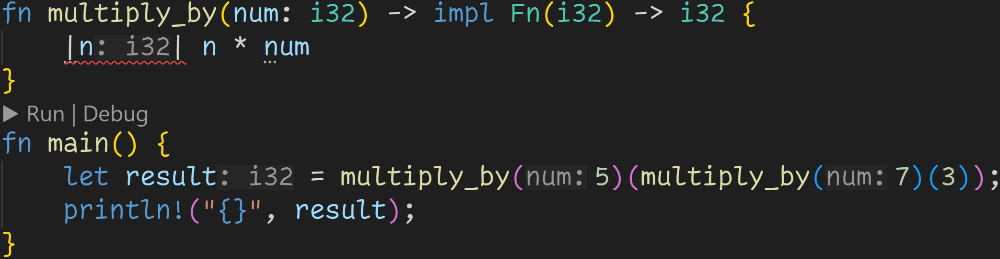 fn multiply_by(num: i32) -> impl Fn(i32) -> i32 {
    |n: i32| n * num
}
▶ Run | Debug
fn main() {
    let result: i32 = multiply_by(num: 5)(multiply_by(num: 7)(3));
    println!("{}", result);
}